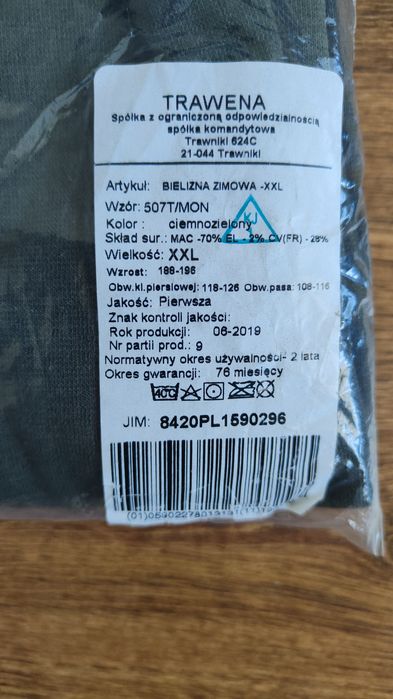 TRAWENA
Spółka z ograniczoną odpowiedzialnością
spółka komandytowa
Trawniki 624C
21-044 Trawniki
Artykuł: BIELIZNA ZIMOWA -XXL
Wzór: 507T/MON
Kolor : ciemnozielony
KJ
Skład sur.: MAC -70% EL - 2% CV(FR) - 28%
Wielkość: XXL
Wzrost: 188-196
Obw.kl.piersiowej: 118-126 Obw.pasa: 108-116
Jakość: Pierwsza
Znak kontroli jakości:
Rok produkcji: 06-2019
Nr partii prod.: 9
Normatywny okres używalności- 2 lata
Okres gwarancji: 76 miesięcy
40°C
JIM: 8420PL1590296